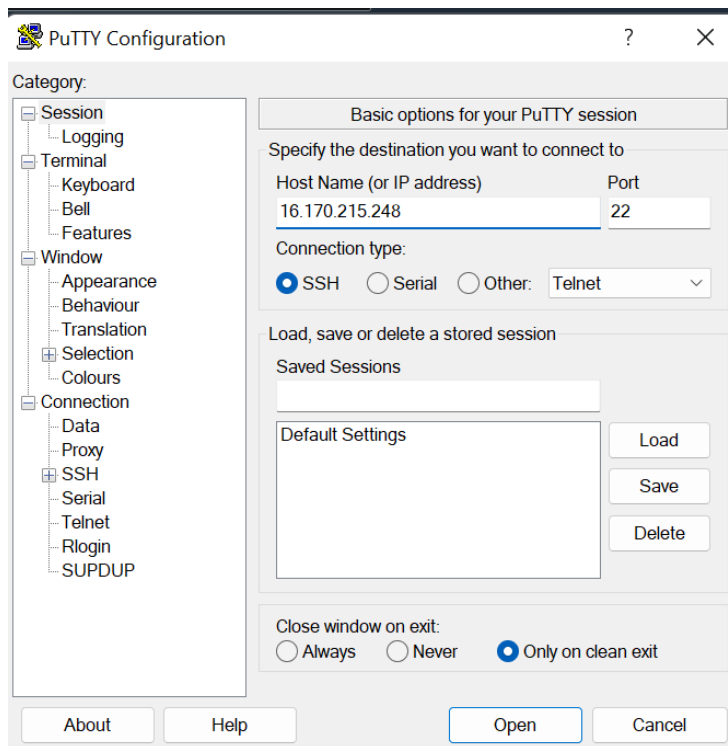 PuTTY Configuration
?
Category:
Session
Logging
Terminal
Keyboard
Bell
Features
Window
Appearance
Behaviour
Translation
Selection
Colours
Connection
Data
Proxy
SSH
Serial
Telnet
Rlogin
SUPDUP
Basic options for your PuTTY session
Specify the destination you want to connect to
Host Name (or IP address) Port
16.170.215.248 22
Connection type:
SSH Serial Other: Telnet
Load, save or delete a stored session
Saved Sessions
Default Settings
Load
Save
Delete
Close window on exit:
Always Never Only on clean exit
About Help Open Cancel